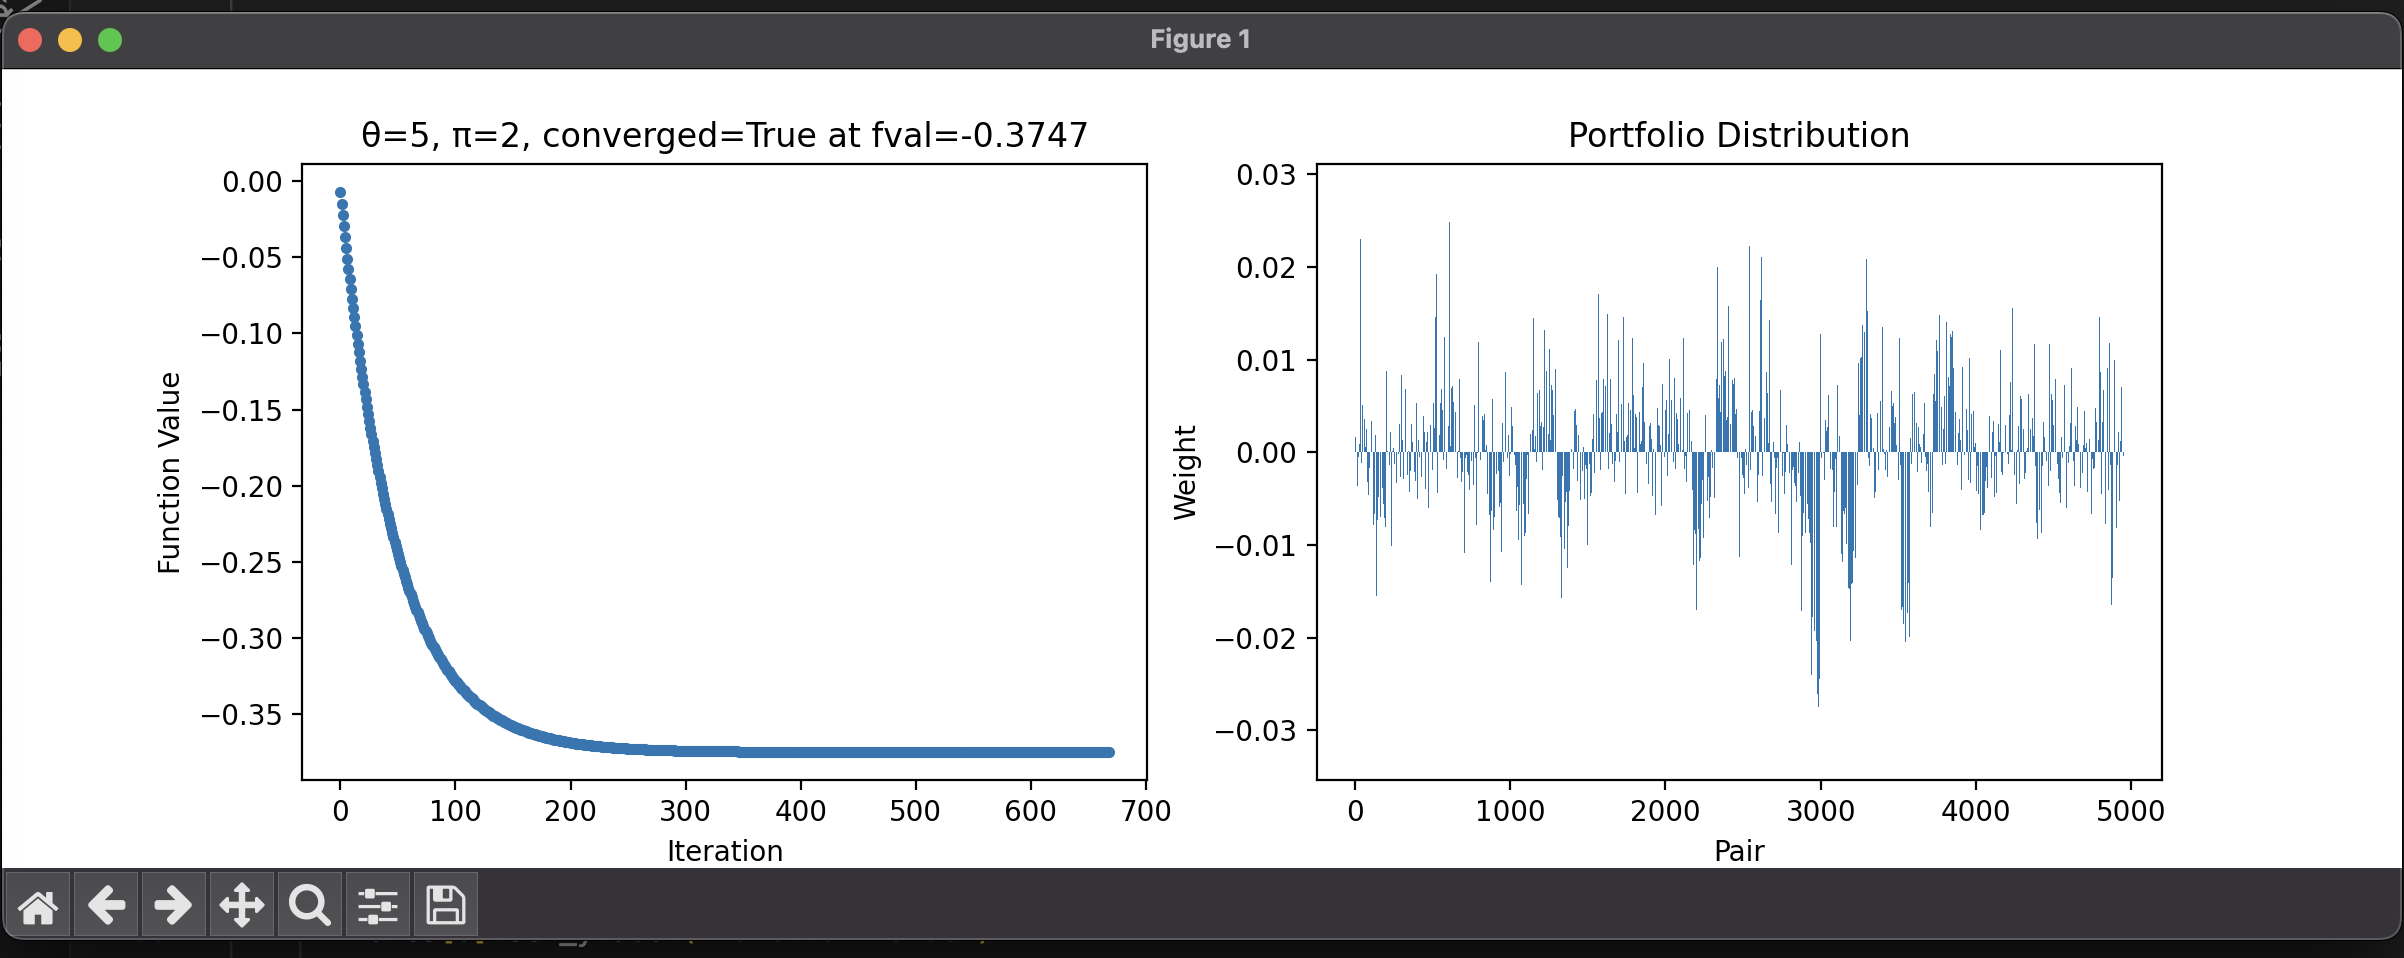 Figure 1
θ=5, π=2, converged=True at fval=-0.3747
0.00
−0.05
−0.10
−0.15
−0.20
−0.25
−0.30
−0.35
Function Value
0 100 200 300 400 500 600 700
Iteration
Portfolio Distribution
0.03
0.02
0.01
0.00
−0.01
−0.02
−0.03
Weight
0 1000 2000 3000 4000 5000
Pair